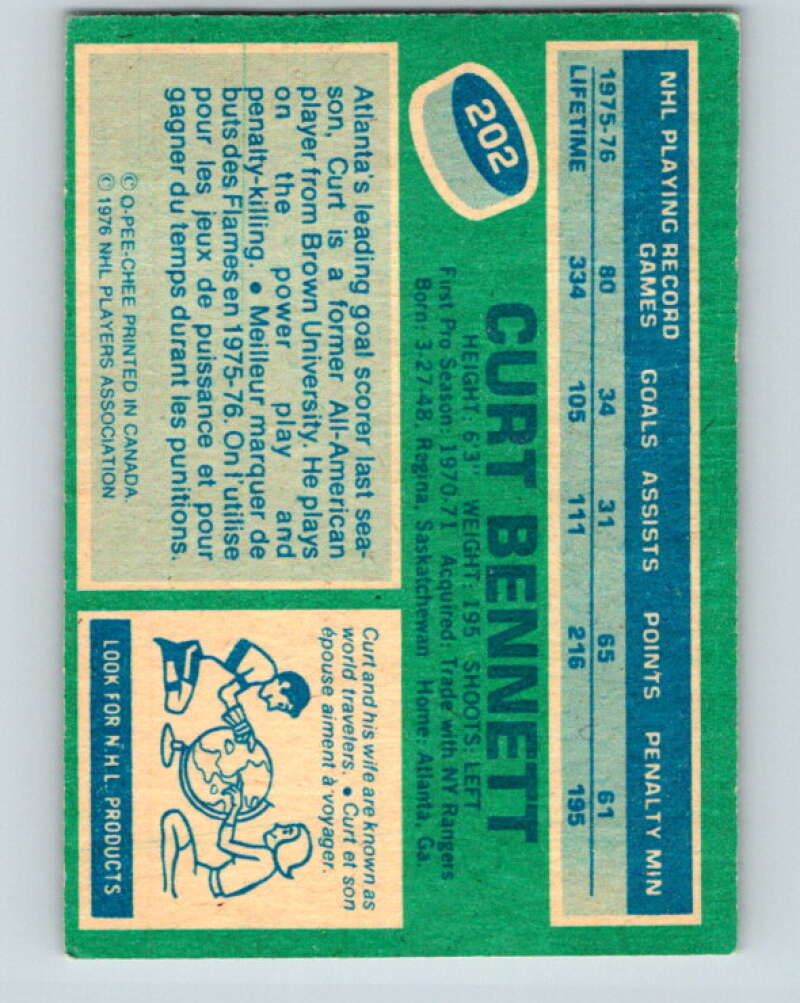 NHL PLAYING RECORD
GAMES GOALS ASSISTS POINTS PENALTY MIN
1975-76 80 34 31 65 61
LIFETIME 334 105 111 216 195
202
CURT BENNETT
HEIGHT: 6'3" WEIGHT: 195 SHOOTS: LEFT
First Pro Season: 1970-71 Acquired: Trade with NY Rangers
Born: 3-27-48, Regina, Saskatchewan Home: Atlanta, Ga.
Atlanta's leading goal scorer last sea-
son, Curt is a former All-American
player from Brown University. He plays
on the power play and
penalty-killing. • Meilleur marquer de
buts des Flames en 1975-76. On l'utilise
pour les jeux de puissance et pour
gagner du temps durant les punitions.
© O-PEE-CHEE PRINTED IN CANADA.
© 1976 NHL PLAYERS ASSOCIATION
Curt and his wife are known as
world travelers. • Curt et son
épouse aiment à voyager.
LOOK FOR N.H.L. PRODUCTS